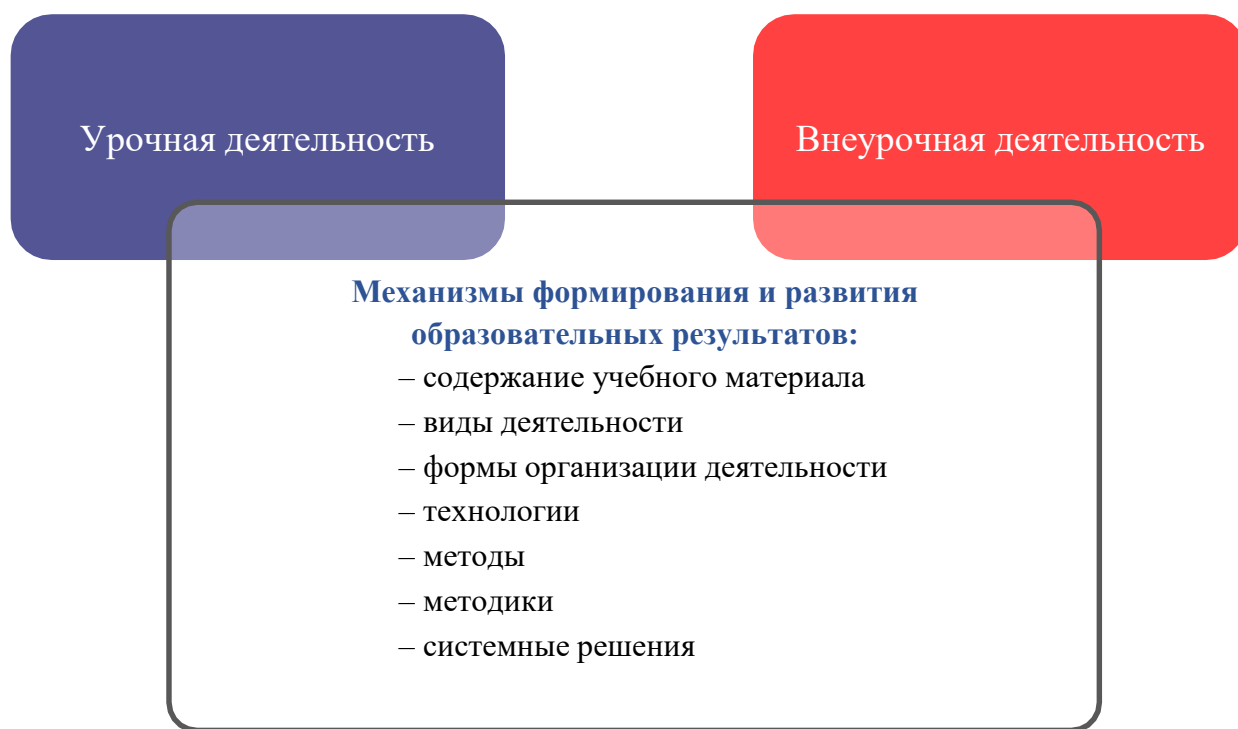 Урочная деятельность
Внеурочная деятельность
Механизмы формирования и развития
образовательных результатов:
– содержание учебного материала
– виды деятельности
– формы организации деятельности
– технологии
– методы
– методики
– системные решения